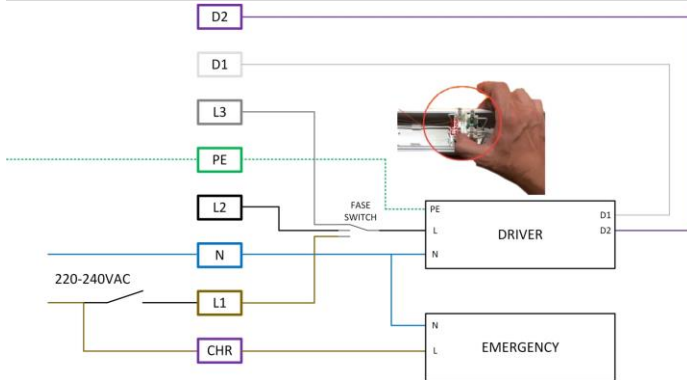 D2
D1
L3
PE
L2
FASE
SWITCH
PE
L
N
DRIVER
D1
D2
N
220-240VAC
L1
N
L
EMERGENCY
CHR